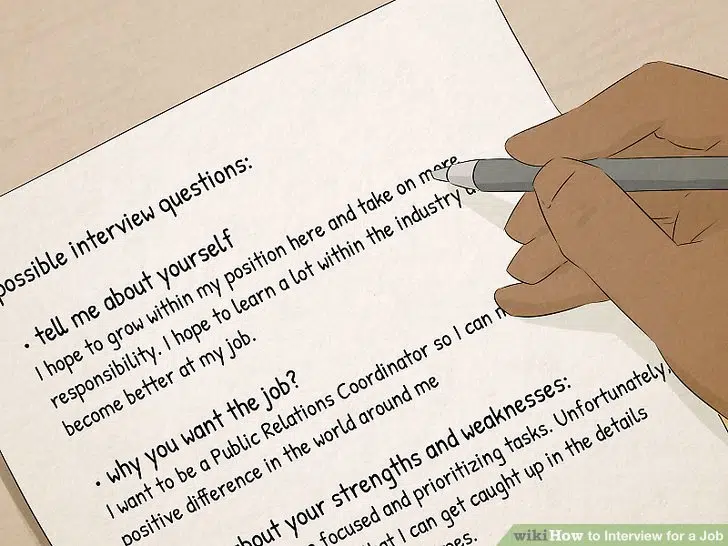 possible interview questions:
• tell me about yourself
I hope to grow within my position here and take on more
responsibility. I hope to learn a lot within the industry
become better at my job.
• why you want the job?
I want to be a Public Relations Coordinator so I can
positive difference in the world around me
about your strengths and weaknesses:
focused and prioritizing tasks. Unfortunately,
that I can get caught up in the details
wikiHow to Interview for a Job